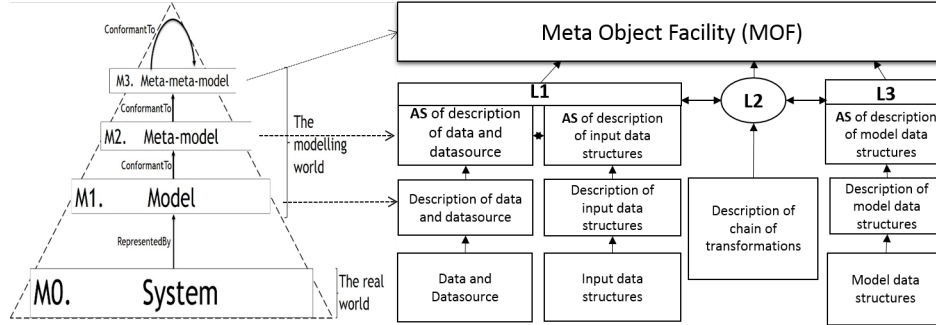 ConformantTo
M3. Meta-meta-model
ConformantTo
M2. Meta-model
ConformantTo
M1. Model
RepresentedBy
M0. System
The
modelling
world
The real
world
Meta Object Facility (MOF)
L1
AS of description
of data and
datasource
AS of description
of input data
structures
L2
L3
AS of description
of model data
structures
Description of data
and datasource
Description of
input data
structures
Description of
chain of
transformations
Description of
model data
structures
Data and
Datasource
Input data
structures
Model data
structures